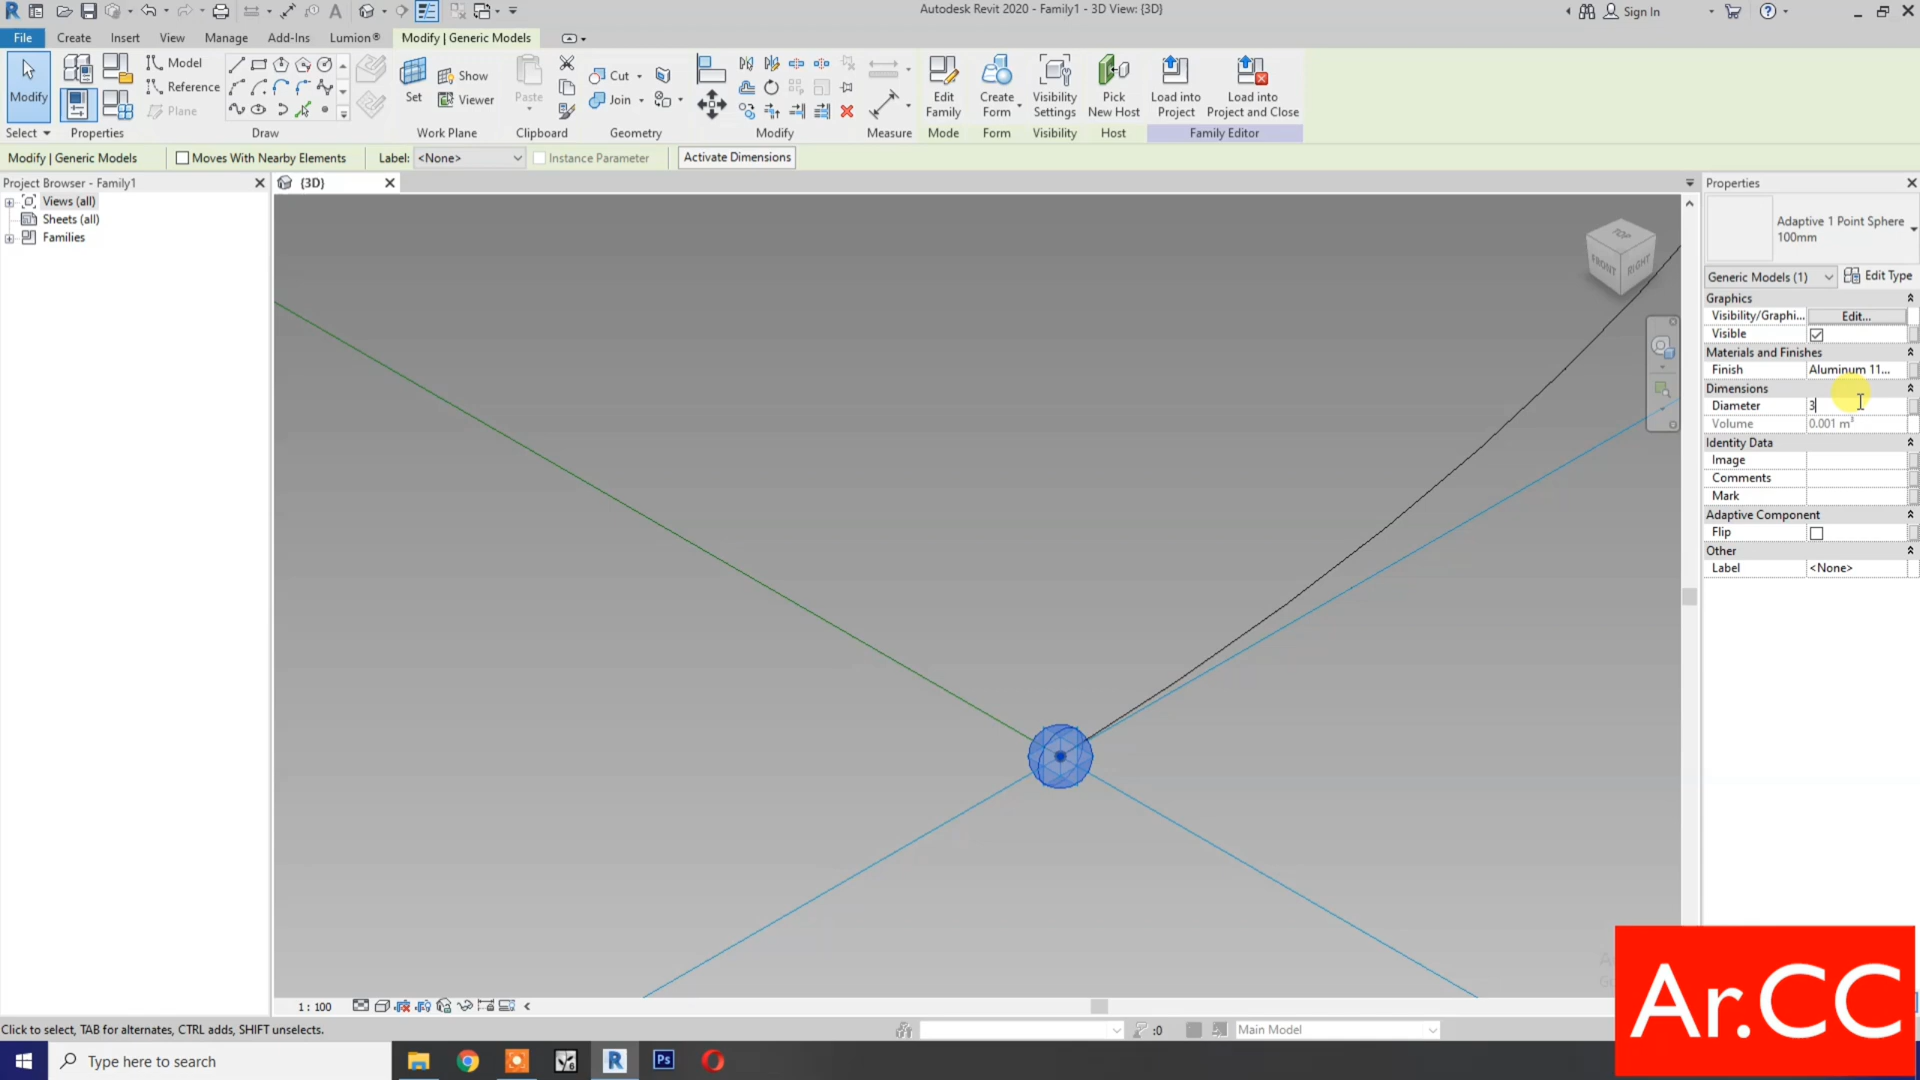 Autodesk Revit 2020 - Family1 - 3D View: {3D}
Sign In
File Create Insert View Manage Add-Ins Lumion® Modify | Generic Models
Modify
Model
Reference
Plane
Set
Show
Viewer
Paste
Cut
Join
Edit Family
Create Form
Visibility Settings
Pick New Host
Load into Project
Load into Project and Close
Select Properties Draw Work Plane Clipboard Geometry Modify Measure Mode Form Visibility Host Family Editor
Modify | Generic Models Moves With Nearby Elements Label: <None> Instance Parameter Activate Dimensions
Project Browser - Family1
Views (all)
Sheets (all)
Families
{3D}
TOP
FRONT
RIGHT
Properties
Adaptive 1 Point Sphere
100mm
Generic Models (1) Edit Type
Graphics
Visibility/Graphi... Edit...
Visible
Materials and Finishes
Finish Aluminum 11...
Dimensions
Diameter 3
Volume 0.001 m³
Identity Data
Image
Comments
Mark
Adaptive Component
Flip
Other
Label <None>
1 : 100
Click to select, TAB for alternates, CTRL adds, SHIFT unselects.
:0
Main Model
Type here to search
Ps
Ar.CC